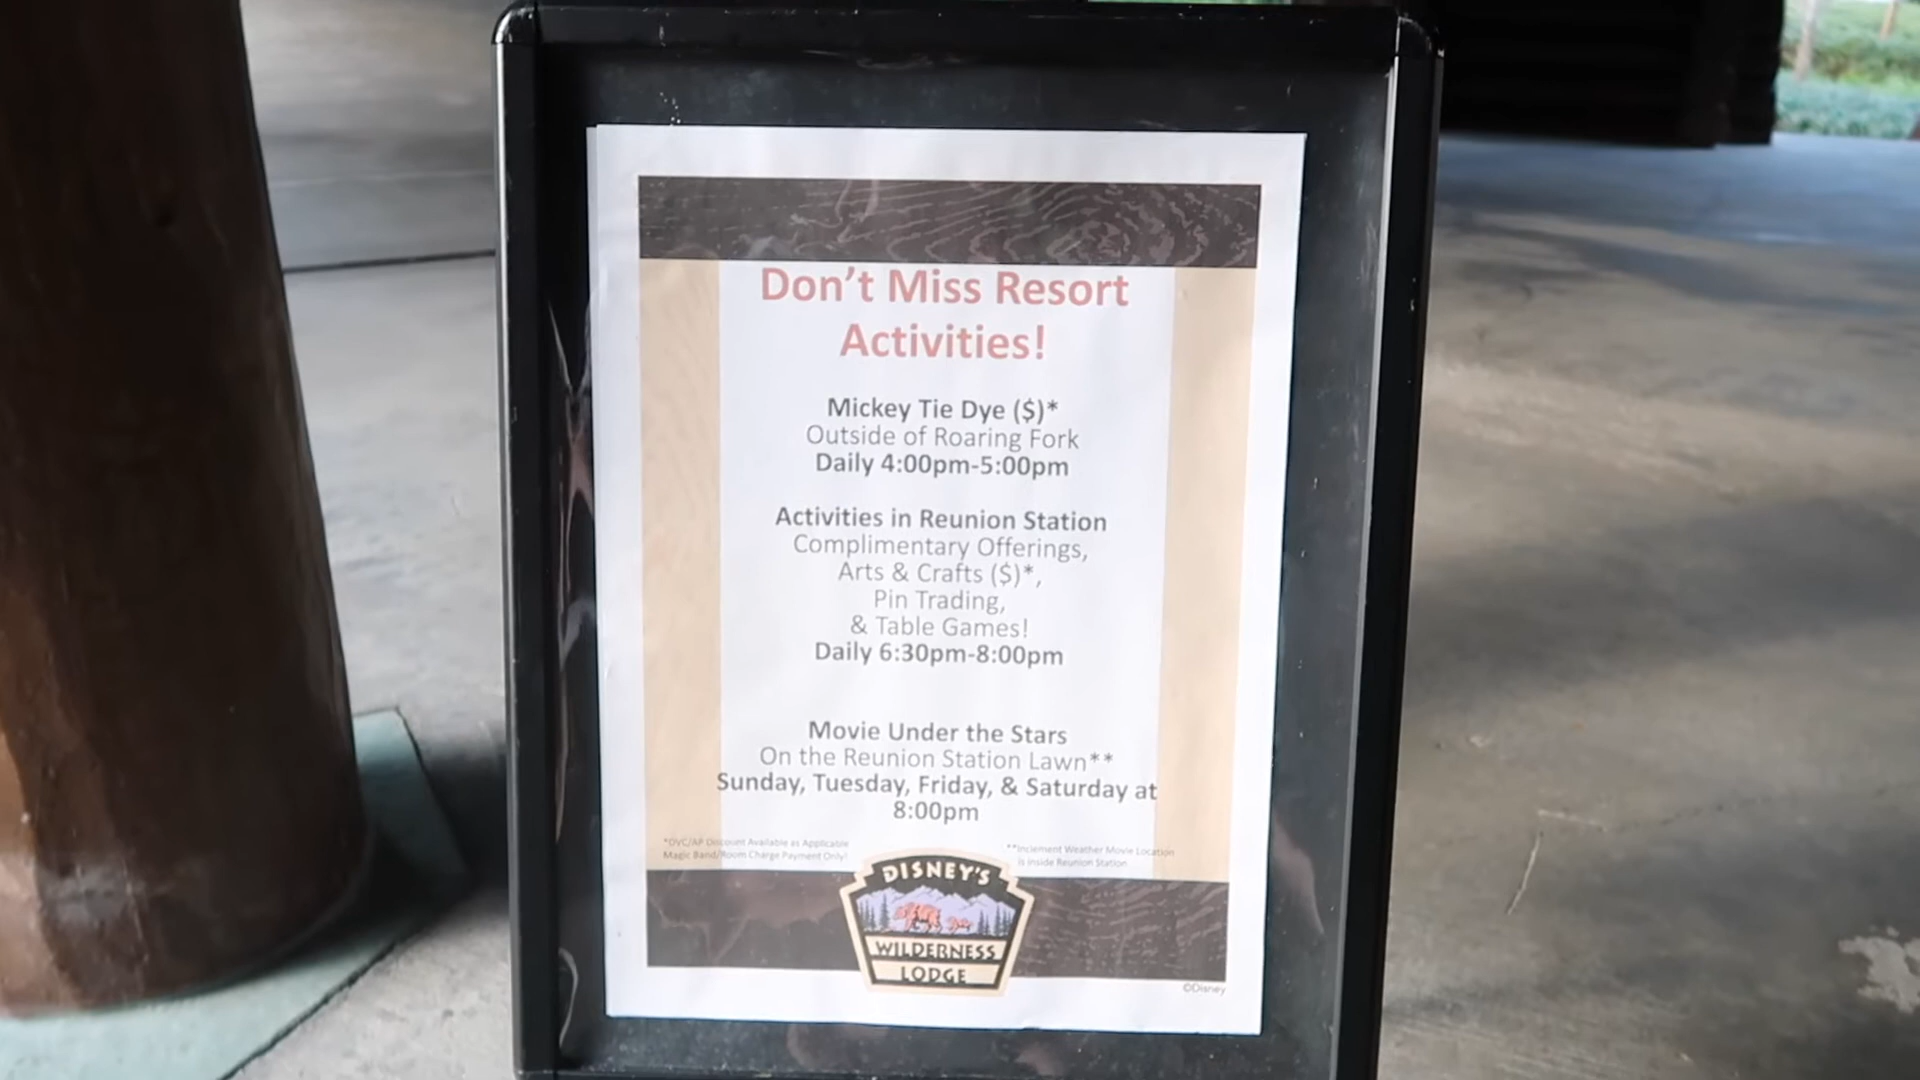 Don't Miss Resort
Activities!
Mickey Tie Dye ($)*
Outside of Roaring Fork
Daily 4:00pm-5:00pm
Activities in Reunion Station
Complimentary Offerings,
Arts & Crafts ($)*,
Pin Trading,
& Table Games!
Daily 6:30pm-8:00pm
Movie Under the Stars
On the Reunion Station Lawn**
Sunday, Tuesday, Friday, & Saturday at
8:00pm
*DVC/AP Discount Available as Applicable
Magic Band/Room Charge Payment Only!
**Inclement Weather Movie Location
is Inside Reunion Station
DISNEY'S
WILDERNESS
LODGE
©Disney